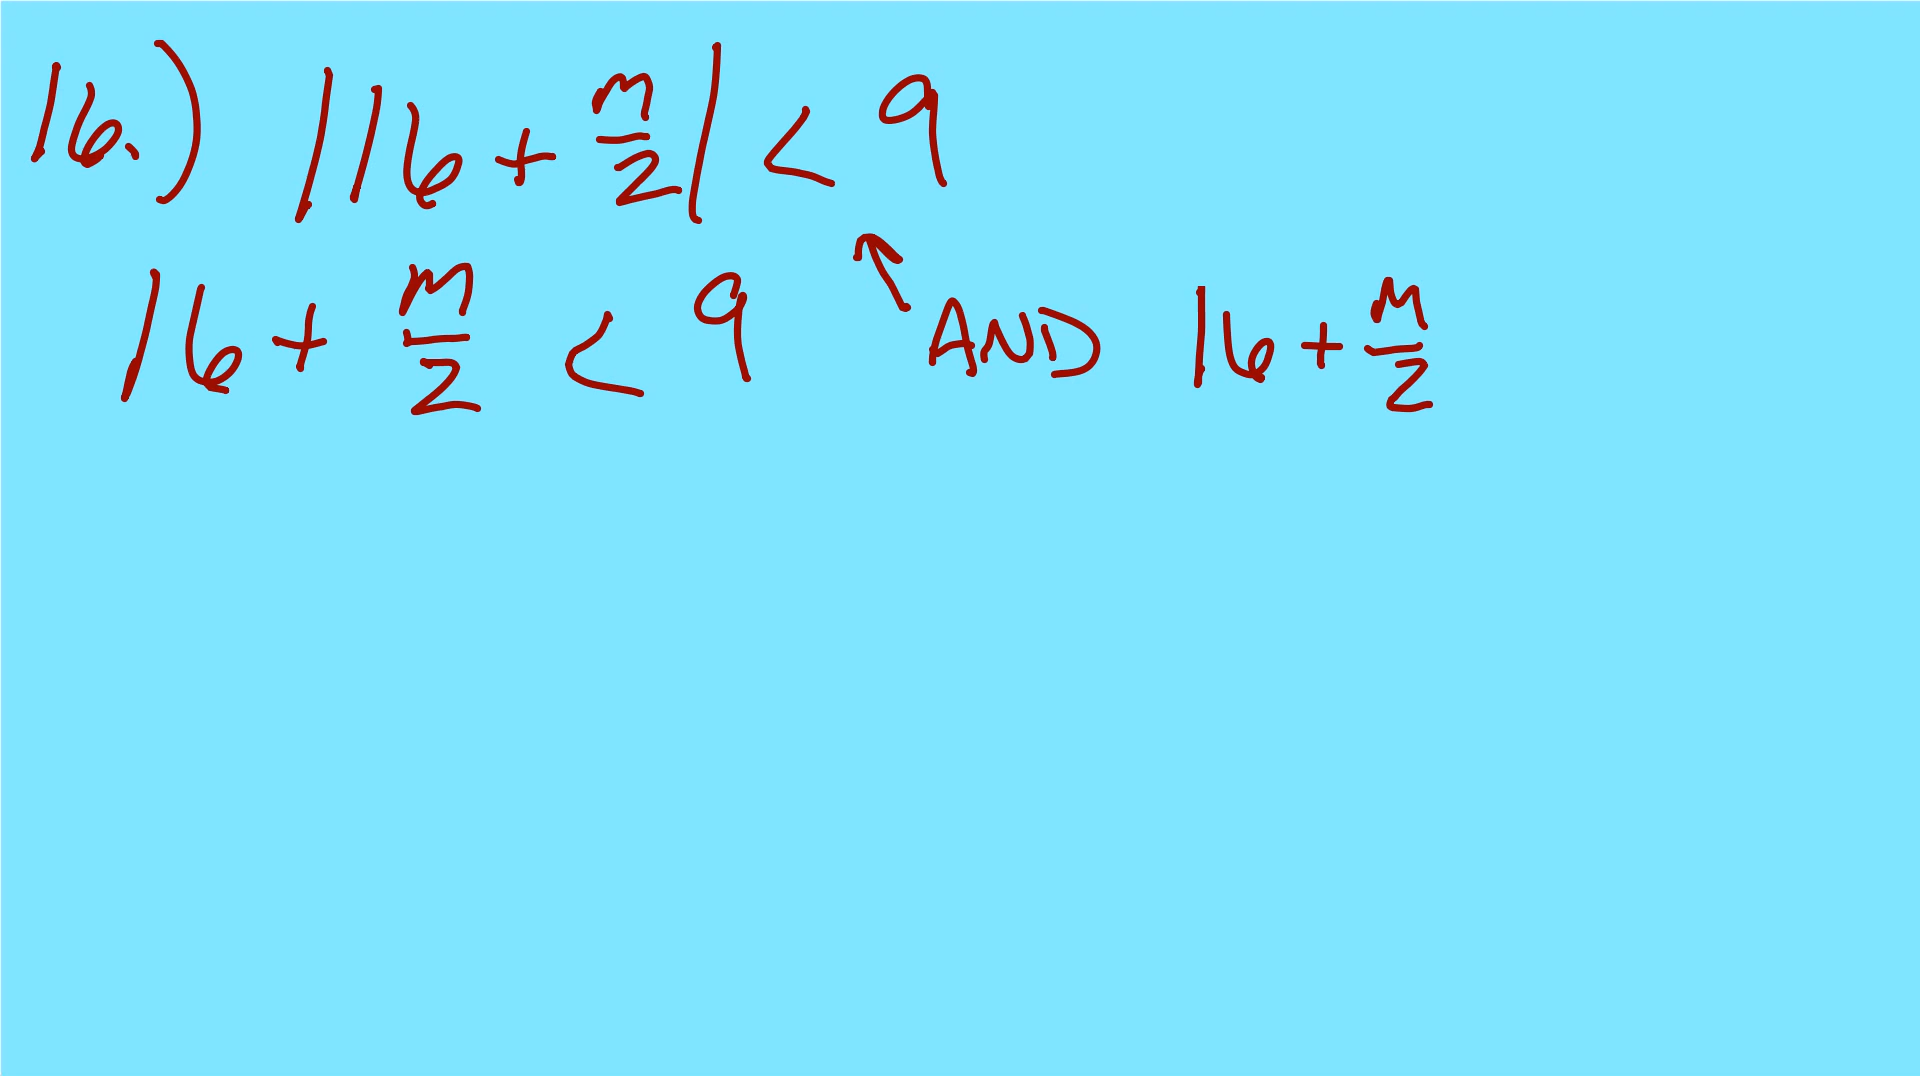 16.) |16 + m/2| < 9
16 + m/2 < 9 AND 16 + m/2